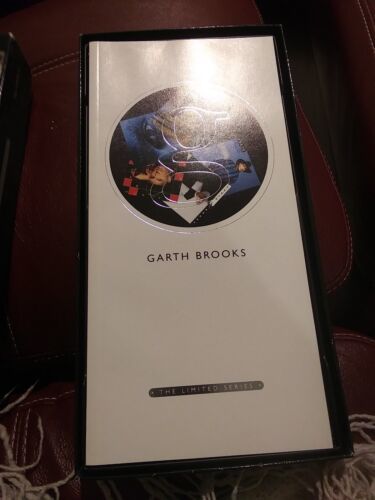 g
GARTH BROOKS
• THE LIMITED SERIES •